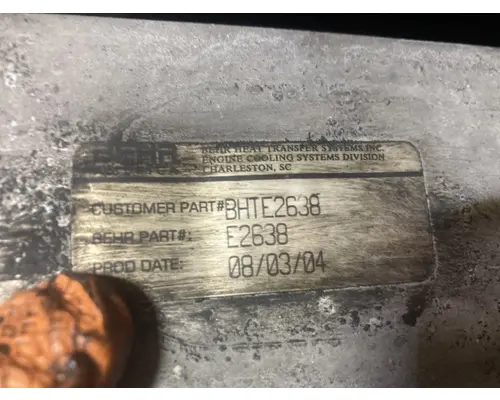 BEHR
BEHR HEAT TRANSFER SYSTEMS INC.
ENGINE COOLING SYSTEMS DIVISION
CHARLESTON, SC
CUSTOMER PART# BHTE2638
BEHR PART#: E2638
PROD DATE: 08/03/04